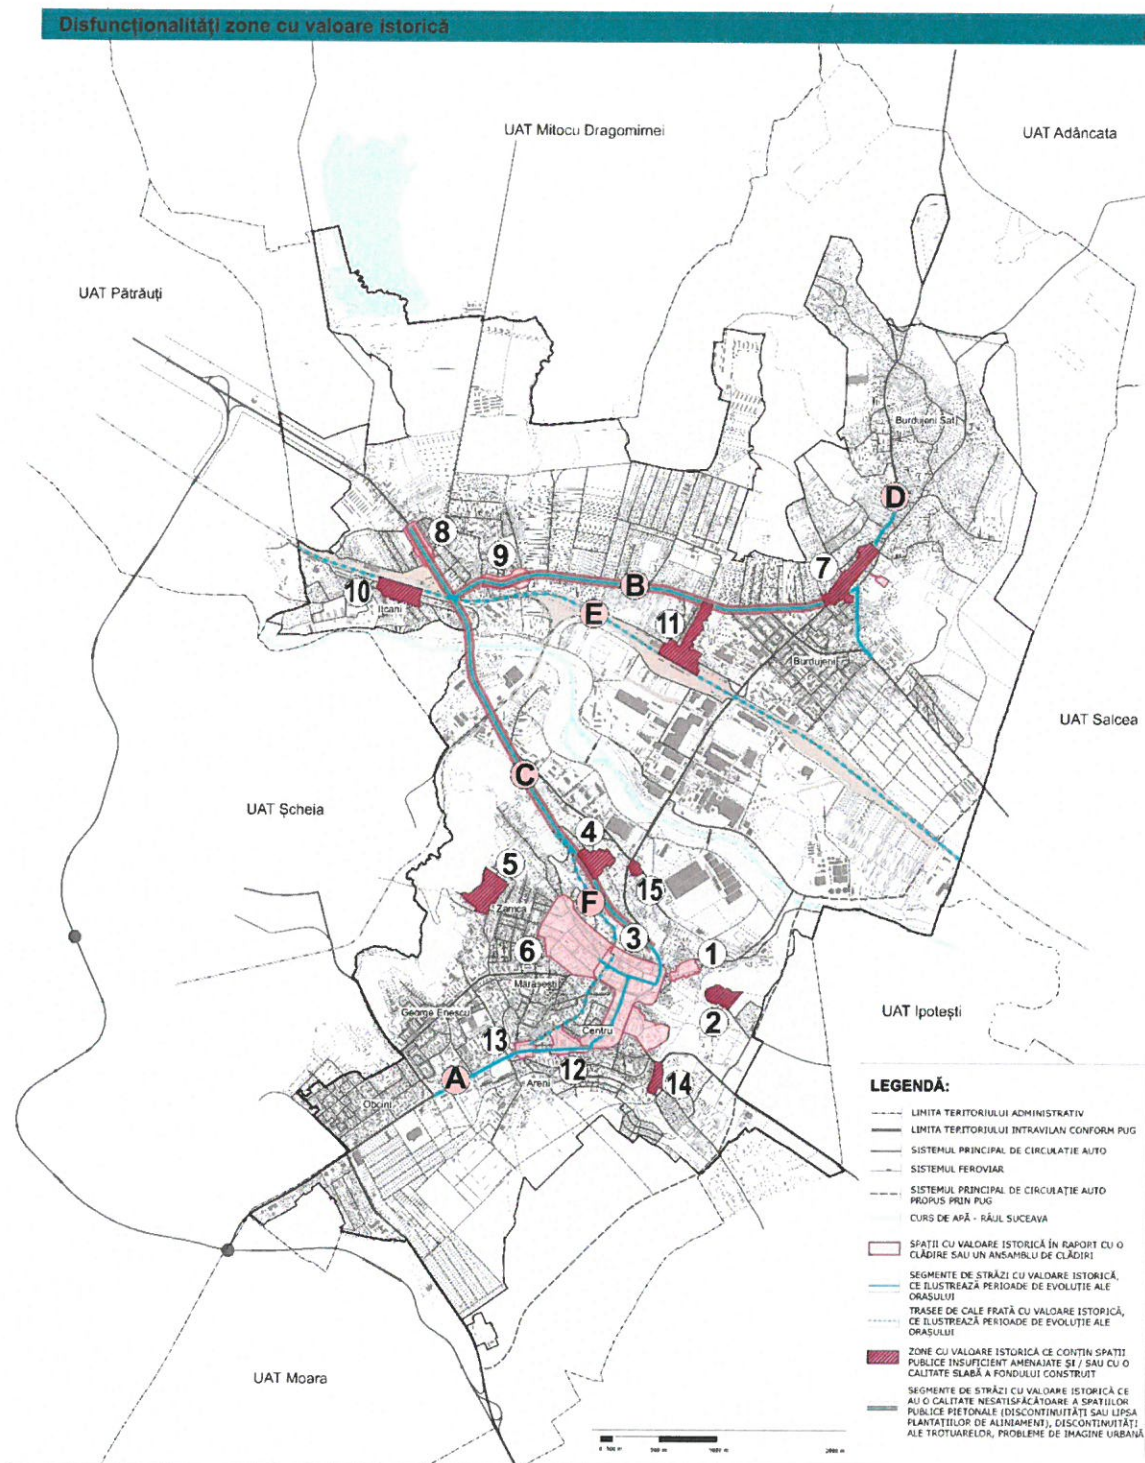 Disfuncționalități zone cu valoare istorică
UAT Mitocu Dragomirnei
UAT Adâncata
UAT Pătrăuți
Burdujeni Sat
D
8
9
7
B
10
Ițcani
E
11
Burdujeni
UAT Salcea
C
UAT Șcheia
4
5
15
F
Zamca
3
6
1
Mărășești
2
UAT Ipotești
George Enescu
Centru
13
12
A
Areni
14
Obcini
UAT Moara
LEGENDĂ:
LIMITA TERITORIULUI ADMINISTRATIV
LIMITA TERITORIULUI INTRAVILAN CONFORM PUG
SISTEMUL PRINCIPAL DE CIRCULAȚIE AUTO
SISTEMUL FEROVIAR
SISTEMUL PRINCIPAL DE CIRCULAȚIE AUTO
PROPUS PRIN PUG
CURS DE APĂ - RÂUL SUCEAVA
SPAȚII CU VALOARE ISTORICĂ ÎN RAPORT CU O
CLĂDIRE SAU UN ANSAMBLU DE CLĂDIRI
SEGMENTE DE STRĂZI CU VALOARE ISTORICĂ,
CE ILUSTREAZĂ PERIOADE DE EVOLUȚIE ALE
ORAȘULUI
TRASEE DE CALE FRATĂ CU VALOARE ISTORICĂ,
CE ILUSTREAZĂ PERIOADE DE EVOLUȚIE ALE
ORAȘULUI
ZONE CU VALOARE ISTORICĂ CE CONȚIN SPAȚII
PUBLICE INSUFICIENT AMENAJATE ȘI / SAU CU O
CALITATE SLABĂ A FONDULUI CONSTRUIT
SEGMENTE DE STRĂZI CU VALOARE ISTORICĂ CE
AU O CALITATE NESATISFĂCĂTOARE A SPAȚIILOR
PUBLICE PIETONALE (DISCONTINUITĂȚI SAU LIPSA
PLANTAȚIILOR DE ALINIAMENT), DISCONTINUITĂȚI
ALE TROTUARELOR, PROBLEME DE IMAGINE URBANĂ